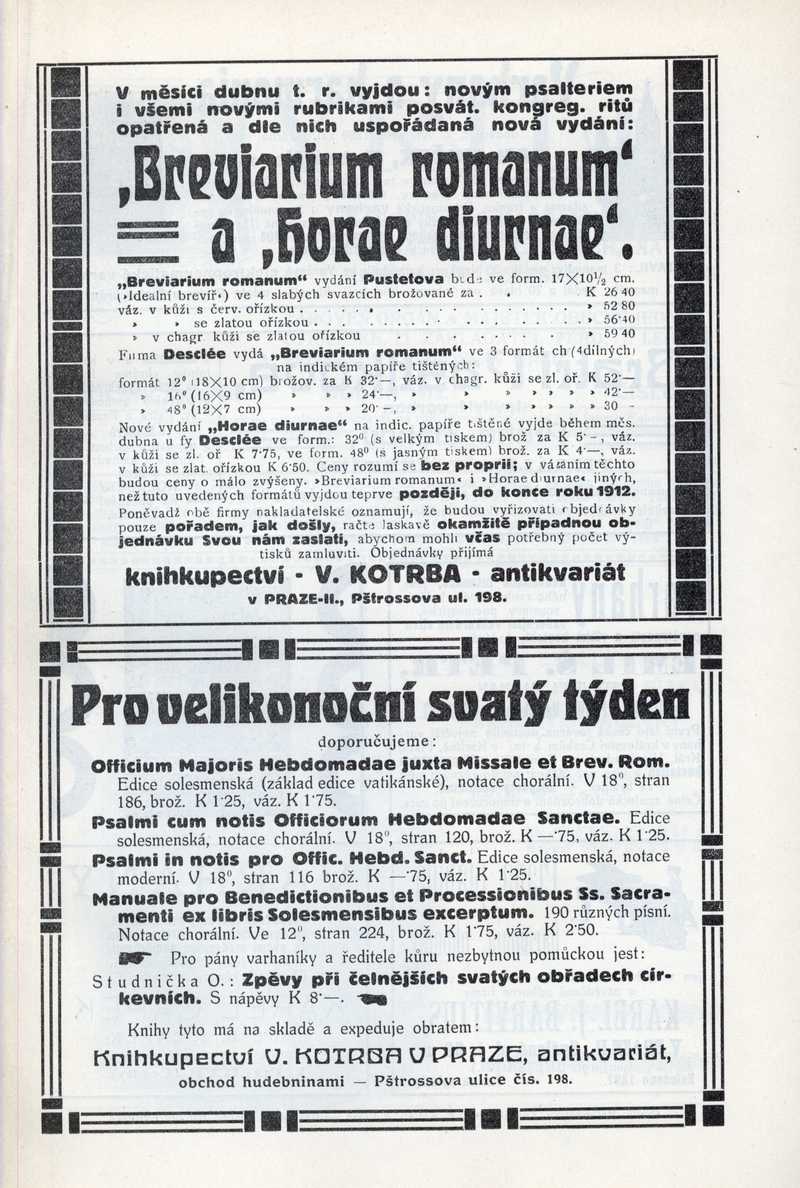 V měsíci dubnu t. r. vyjdou: novým psalteriem
i všemi novými rubrikami posvát. kongreg. ritů
opatřená a dle nich uspořádaná nová vydání:
‚Breviarium romanum‘
a ‚Horae diurnae‘.
„Breviarium romanum“ vydání Pustetova bude ve form. 17×10½ cm.
(»Idealní brevíř«) ve 4 slabých svazcích brožované za . . K 26 40
váz. v kůži s červ. ořízkou . . . . . . . . . . . . . . . » 52 80
» » se zlatou ořízkou . . . . . . . . . . . . . . . » 56·40
» v chagr. kůži se zlatou ořízkou . . . . . . . . » 59 40
Firma Desclée vydá „Breviarium romanum“ ve 3 formát ch (4dílných)
na indickém papíře tištěných:
formát 12° (18×10 cm) brožov. za K 32·—, váz. v chagr. kůži se zl. oř. K 52·—
» 16° (16×9 cm) » » » 24·—, » » » » » » 42·—
» 48° (12×7 cm) » » » 20·–, » » » » » » 30 –
Nové vydání „Horae diurnae“ na indic. papíře tištěné vyjde během měs.
dubna u fy Desclée ve form.: 32° (s velkým tiskem) brož za K 5·–, váz.
v kůži se zl. oř K 7·75, ve form. 48° (s jasným tiskem) brož. za K 4·—, váz.
v kůži se zlat. ořízkou K 6·50. Ceny rozumí se bez proprií; v vázáním těchto
budou ceny o málo zvýšeny. »Breviarium romanum« i »Horae diurnae« jiných,
než tuto uvedených formátů vyjdou teprve později, do konce roku 1912.
Poněvadž obě firmy nakladatelské oznamují, že budou vyřizovati objednávky
pouze pořadem, jak došly, račte laskavě okamžitě případnou ob-
jednávku Svou nám zaslati, abychom mohli včas potřebný počet vý-
tisků zamluviti. Objednávky přijímá
knihkupectví - V. KOTRBA - antikvariát
v PRAZE-II., Pštrossova ul. 198.
Pro velikonoční svatý týden
doporučujeme:
Officium Majoris Hebdomadae juxta Missale et Brev. Rom.
Edice solesmenská (základ edice vatikánské), notace chorální. V 18°, stran
186, brož. K 1·25, váz. K 1·75.
Psalmi cum notis Officiorum Hebdomadae Sanctae. Edice
solesmenská, notace chorální. V 18°, stran 120, brož. K —·75, váz. K 1·25.
Psalmi in notis pro Offic. Hebd. Sanct. Edice solesmenská, notace
moderní. V 18°, stran 116 brož. K —·75, váz. K 1·25.
Manuale pro Benedictionibus et Processionibus Ss. Sacra-
menti ex libris Solesmensibus excerptum. 190 různých písní.
Notace chorální. Ve 12°, stran 224, brož. K 1·75, váz. K 2·50.
☛ Pro pány varhaníky a ředitele kůru nezbytnou pomůckou jest:
Studnička O.: Zpěvy při čelnějších svatých obřadech cír-
kevních. S nápěvy K 8·—. ☚
Knihy tyto má na skladě a expeduje obratem:
Knihkupectví V. KOTRBA V PRAZE, antikvariát,
obchod hudebninami — Pštrossova ulice čís. 198.